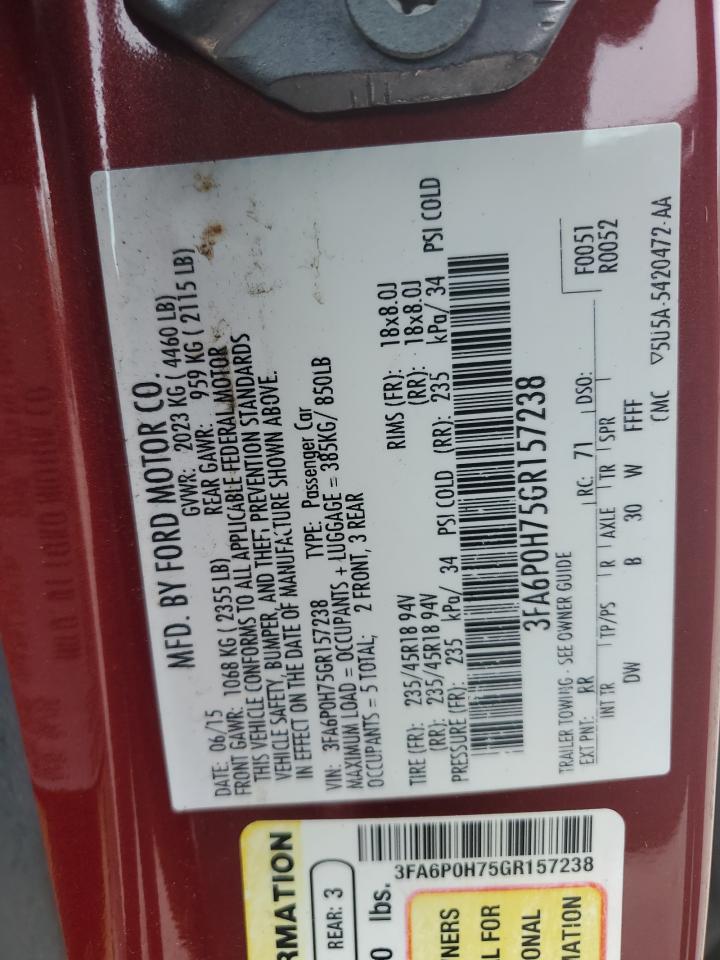 MFD. BY FORD MOTOR CO.
DATE: 06/15 GVWR: 2023 KG ( 4460 LB)
FRONT GAWR: 1068 KG ( 2355 LB) REAR GAWR: 959 KG ( 2115 LB)
THIS VEHICLE CONFORMS TO ALL APPLICABLE FEDERAL MOTOR
VEHICLE SAFETY, BUMPER, AND THEFT PREVENTION STANDARDS
IN EFFECT ON THE DATE OF MANUFACTURE SHOWN ABOVE.
VIN: 3FA6P0H75GR157238 TYPE: Passenger Car
MAXIMUM LOAD = OCCUPANTS + LUGGAGE = 385KG/ 850LB
OCCUPANTS = 5 TOTAL; 2 FRONT, 3 REAR
TIRE (FR): 235/45R18 94V RIMS (FR): 18x8.0J
(RR): 235/45R18 94V (RR): 18x8.0J
PRESSURE (FR): 235 kPa/ 34 PSI COLD (RR): 235 kPa/ 34 PSI COLD
3FA6P0H75GR157238
TRAILER TOWING - SEE OWNER GUIDE F0051
EXT PNT: RR RC: 71 DSO: R0052
INT TR TP/PS R AXLE TR SPR
DW B 30 W FFFF
CMC ▽5U5A-5420472-AA
RMATION
REAR: 3
0 lbs.
3FA6P0H75GR157238
NERS
L FOR
ONAL
MATION